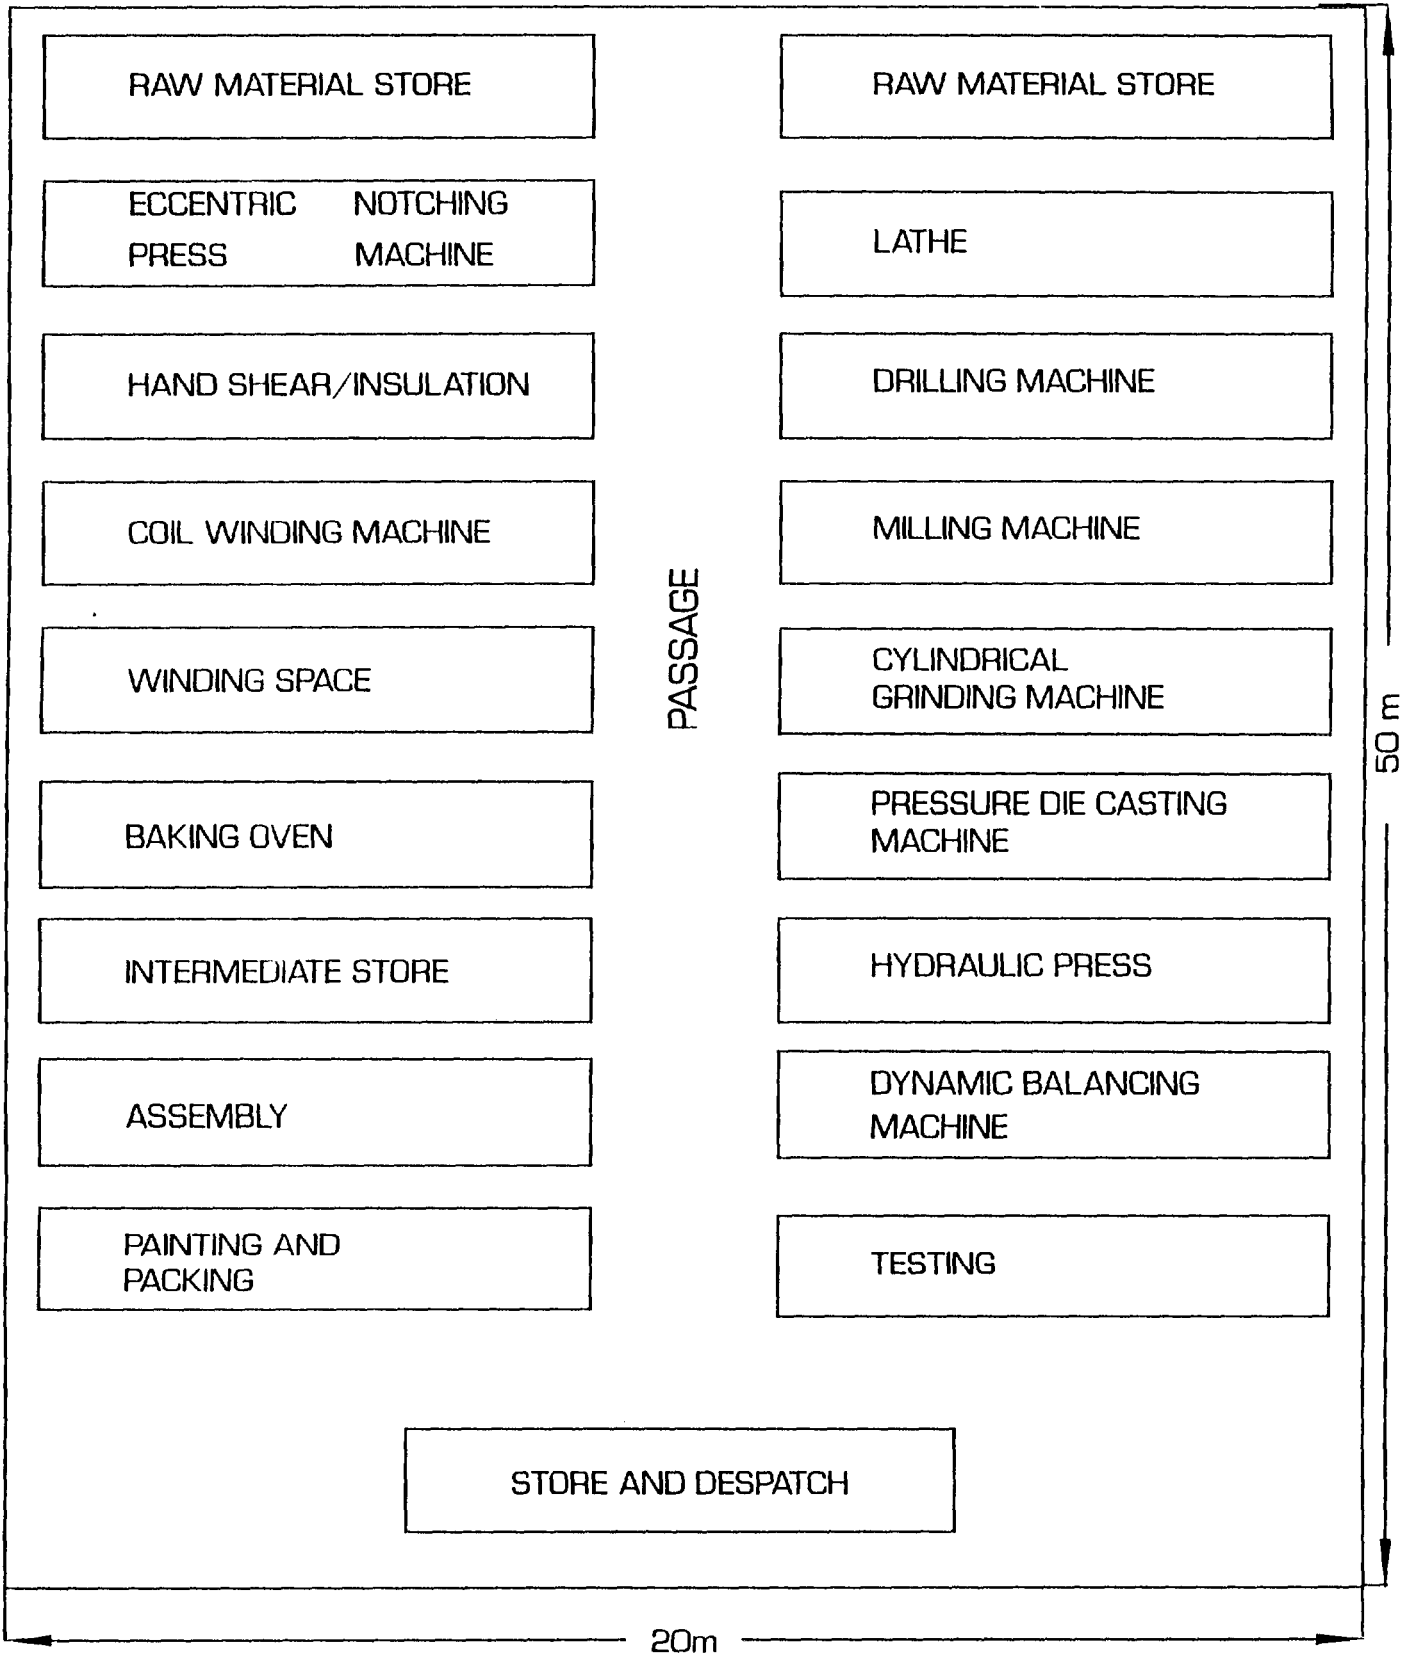 RAW MATERIAL STORE
ECCENTRIC NOTCHING
PRESS MACHINE
HAND SHEAR/INSULATION
COIL WINDING MACHINE
WINDING SPACE
BAKING OVEN
INTERMEDIATE STORE
ASSEMBLY
PAINTING AND
PACKING
PASSAGE
RAW MATERIAL STORE
LATHE
DRILLING MACHINE
MILLING MACHINE
CYLINDRICAL
GRINDING MACHINE
PRESSURE DIE CASTING
MACHINE
HYDRAULIC PRESS
DYNAMIC BALANCING
MACHINE
TESTING
STORE AND DESPATCH
50 m
20m